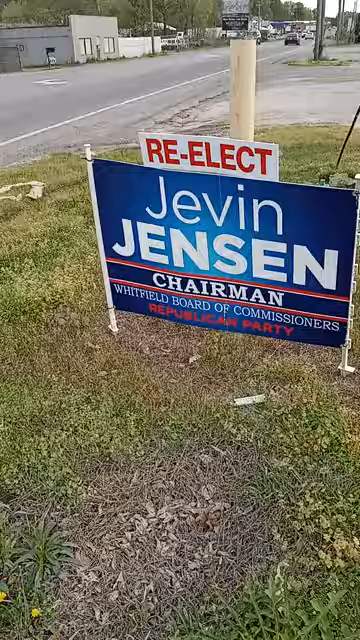 RE-ELECT
Jevin
JENSEN
CHAIRMAN
WHITFIELD BOARD OF COMMISSIONERS
REPUBLICAN PARTY